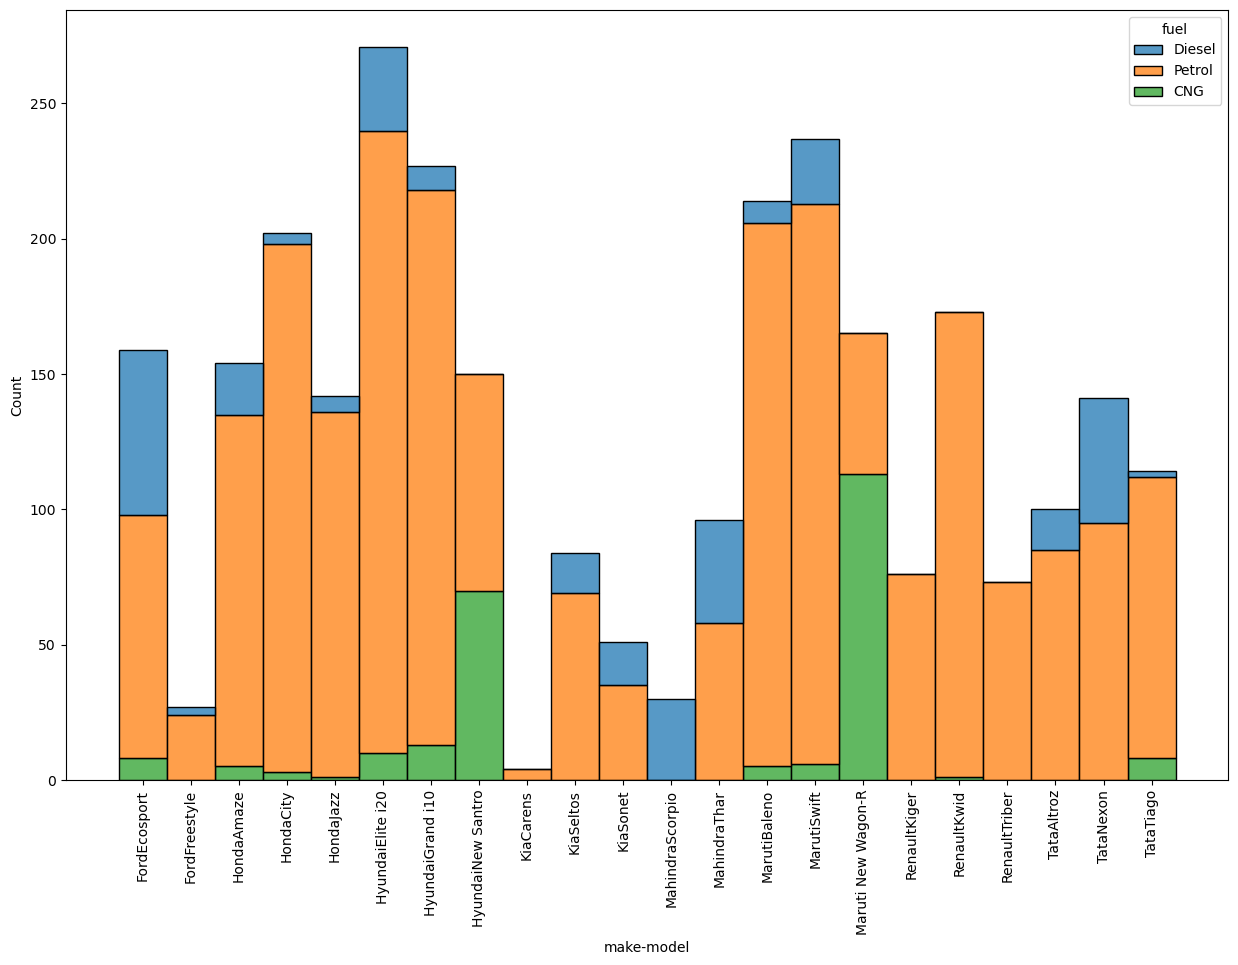 fuel
Diesel
Petrol
CNG
250
200
150
100
50
0
Count
FordEcosport
FordFreestyle
HondaAmaze
HondaCity
HondaJazz
HyundaiElite i20
HyundaiGrand i10
HyundaiNew Santro
KiaCarens
KiaSeltos
KiaSonet
MahindraScorpio
MahindraThar
MarutiBaleno
MarutiSwift
Maruti New Wagon-R
RenaultKiger
RenaultKwid
RenaultTriber
TataAltroz
TataNexon
TataTiago
make-model